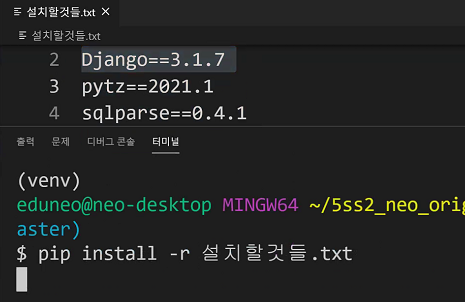 설치할것들.txt ×
설치할것들.txt
2 Django==3.1.7
3 pytz==2021.1
4 sqlparse==0.4.1
출력 문제 디버그 콘솔 터미널
(venv)
eduneo@neo-desktop MINGW64 ~/5ss2_neo_orig
aster)
$ pip install -r 설치할것들.txt